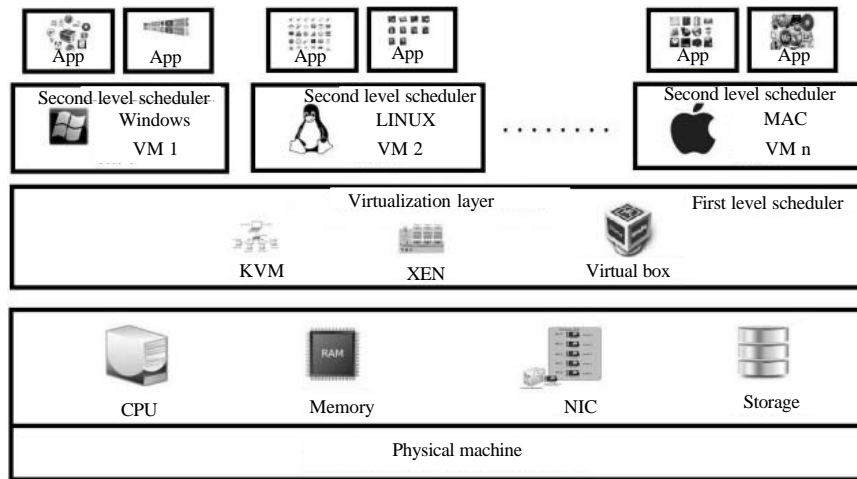 App App App App App App
Second level scheduler Second level scheduler Second level scheduler
Windows LINUX MAC
VM 1 VM 2 VM n
Virtualization layer First level scheduler
KVM XEN Virtual box
RAM
CPU Memory NIC Storage
Physical machine